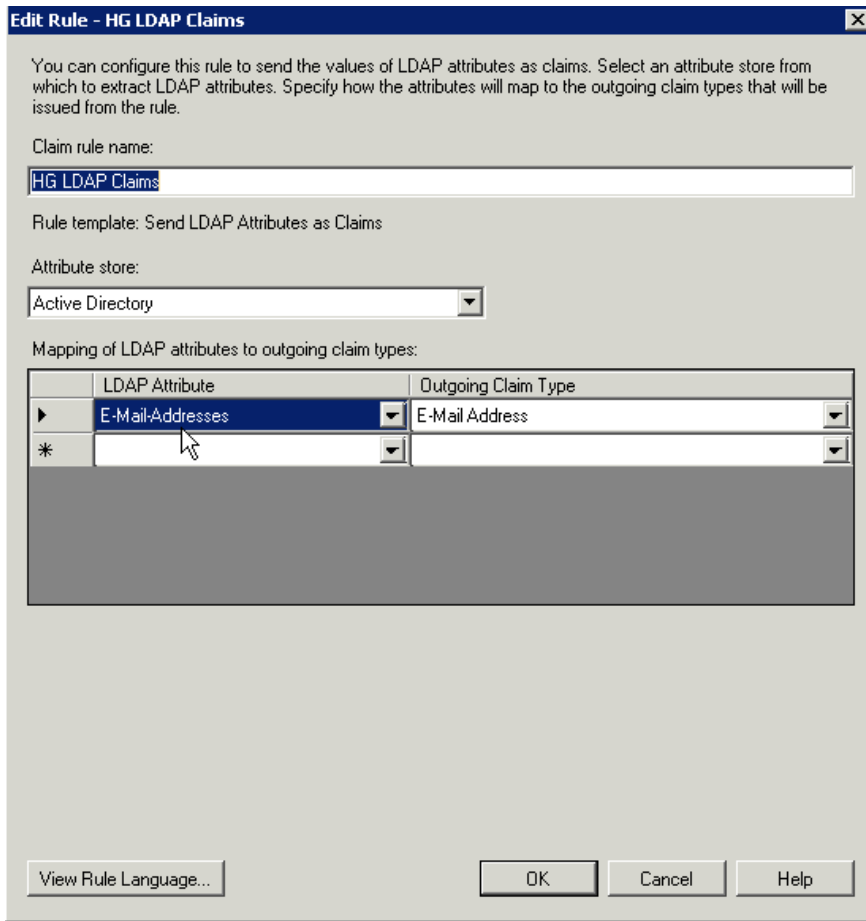 Edit Rule - HG LDAP Claims
You can configure this rule to send the values of LDAP attributes as claims. Select an attribute store from
which to extract LDAP attributes. Specify how the attributes will map to the outgoing claim types that will be
issued from the rule.
Claim rule name:
HG LDAP Claims
Rule template: Send LDAP Attributes as Claims
Attribute store:
Active Directory
Mapping of LDAP attributes to outgoing claim types:
LDAP Attribute Outgoing Claim Type
E-Mail-Addresses E-Mail Address
View Rule Language... OK Cancel Help